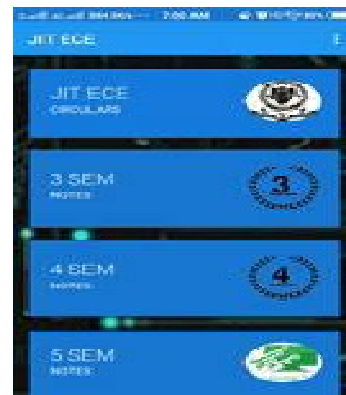 7:00 AM
JIT ECE
JIT ECE
CIRCULARS
3 SEM
NOTES
3
4 SEM
NOTES
4
5 SEM
NOTES